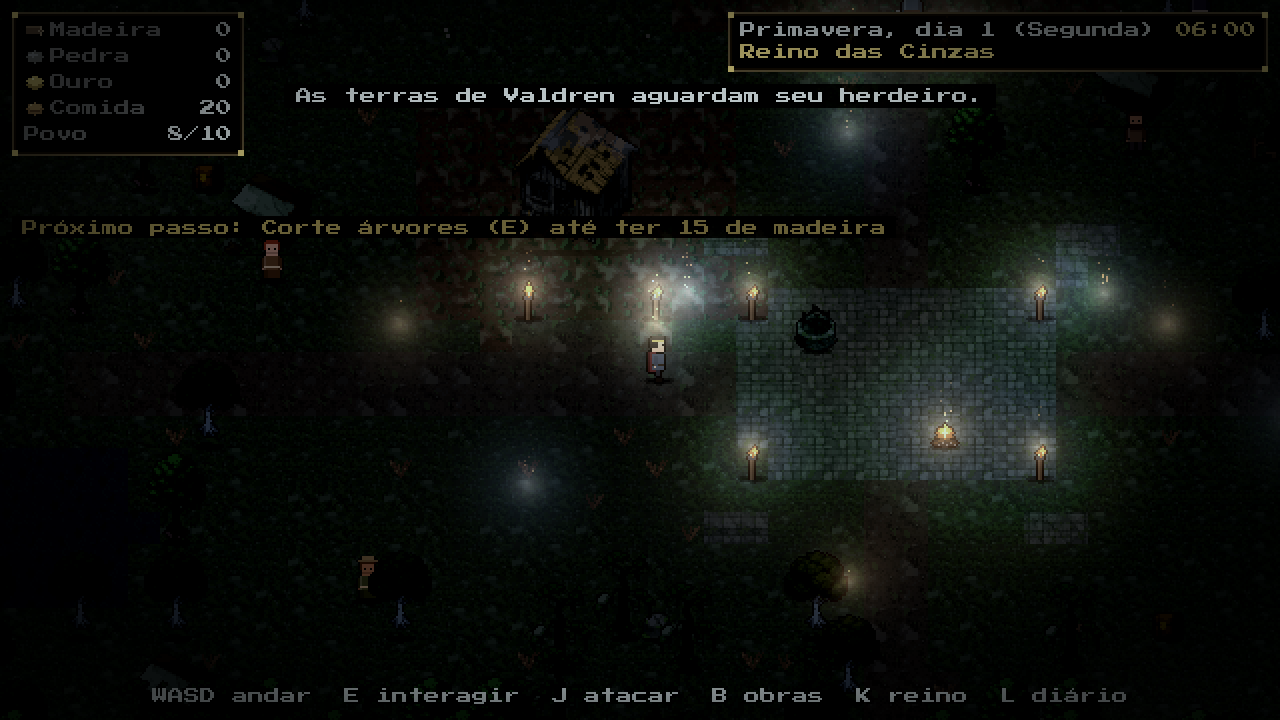 Madeira 0
Pedra 0
Ouro 0
Comida 20
Povo 8/10
Primavera, dia 1 (Segunda) 06:00
Reino das Cinzas
As terras de Valdren aguardam seu herdeiro.
Próximo passo: Corte árvores (E) até ter 15 de madeira
WASD andar E interagir J atacar B obras K reino L diário